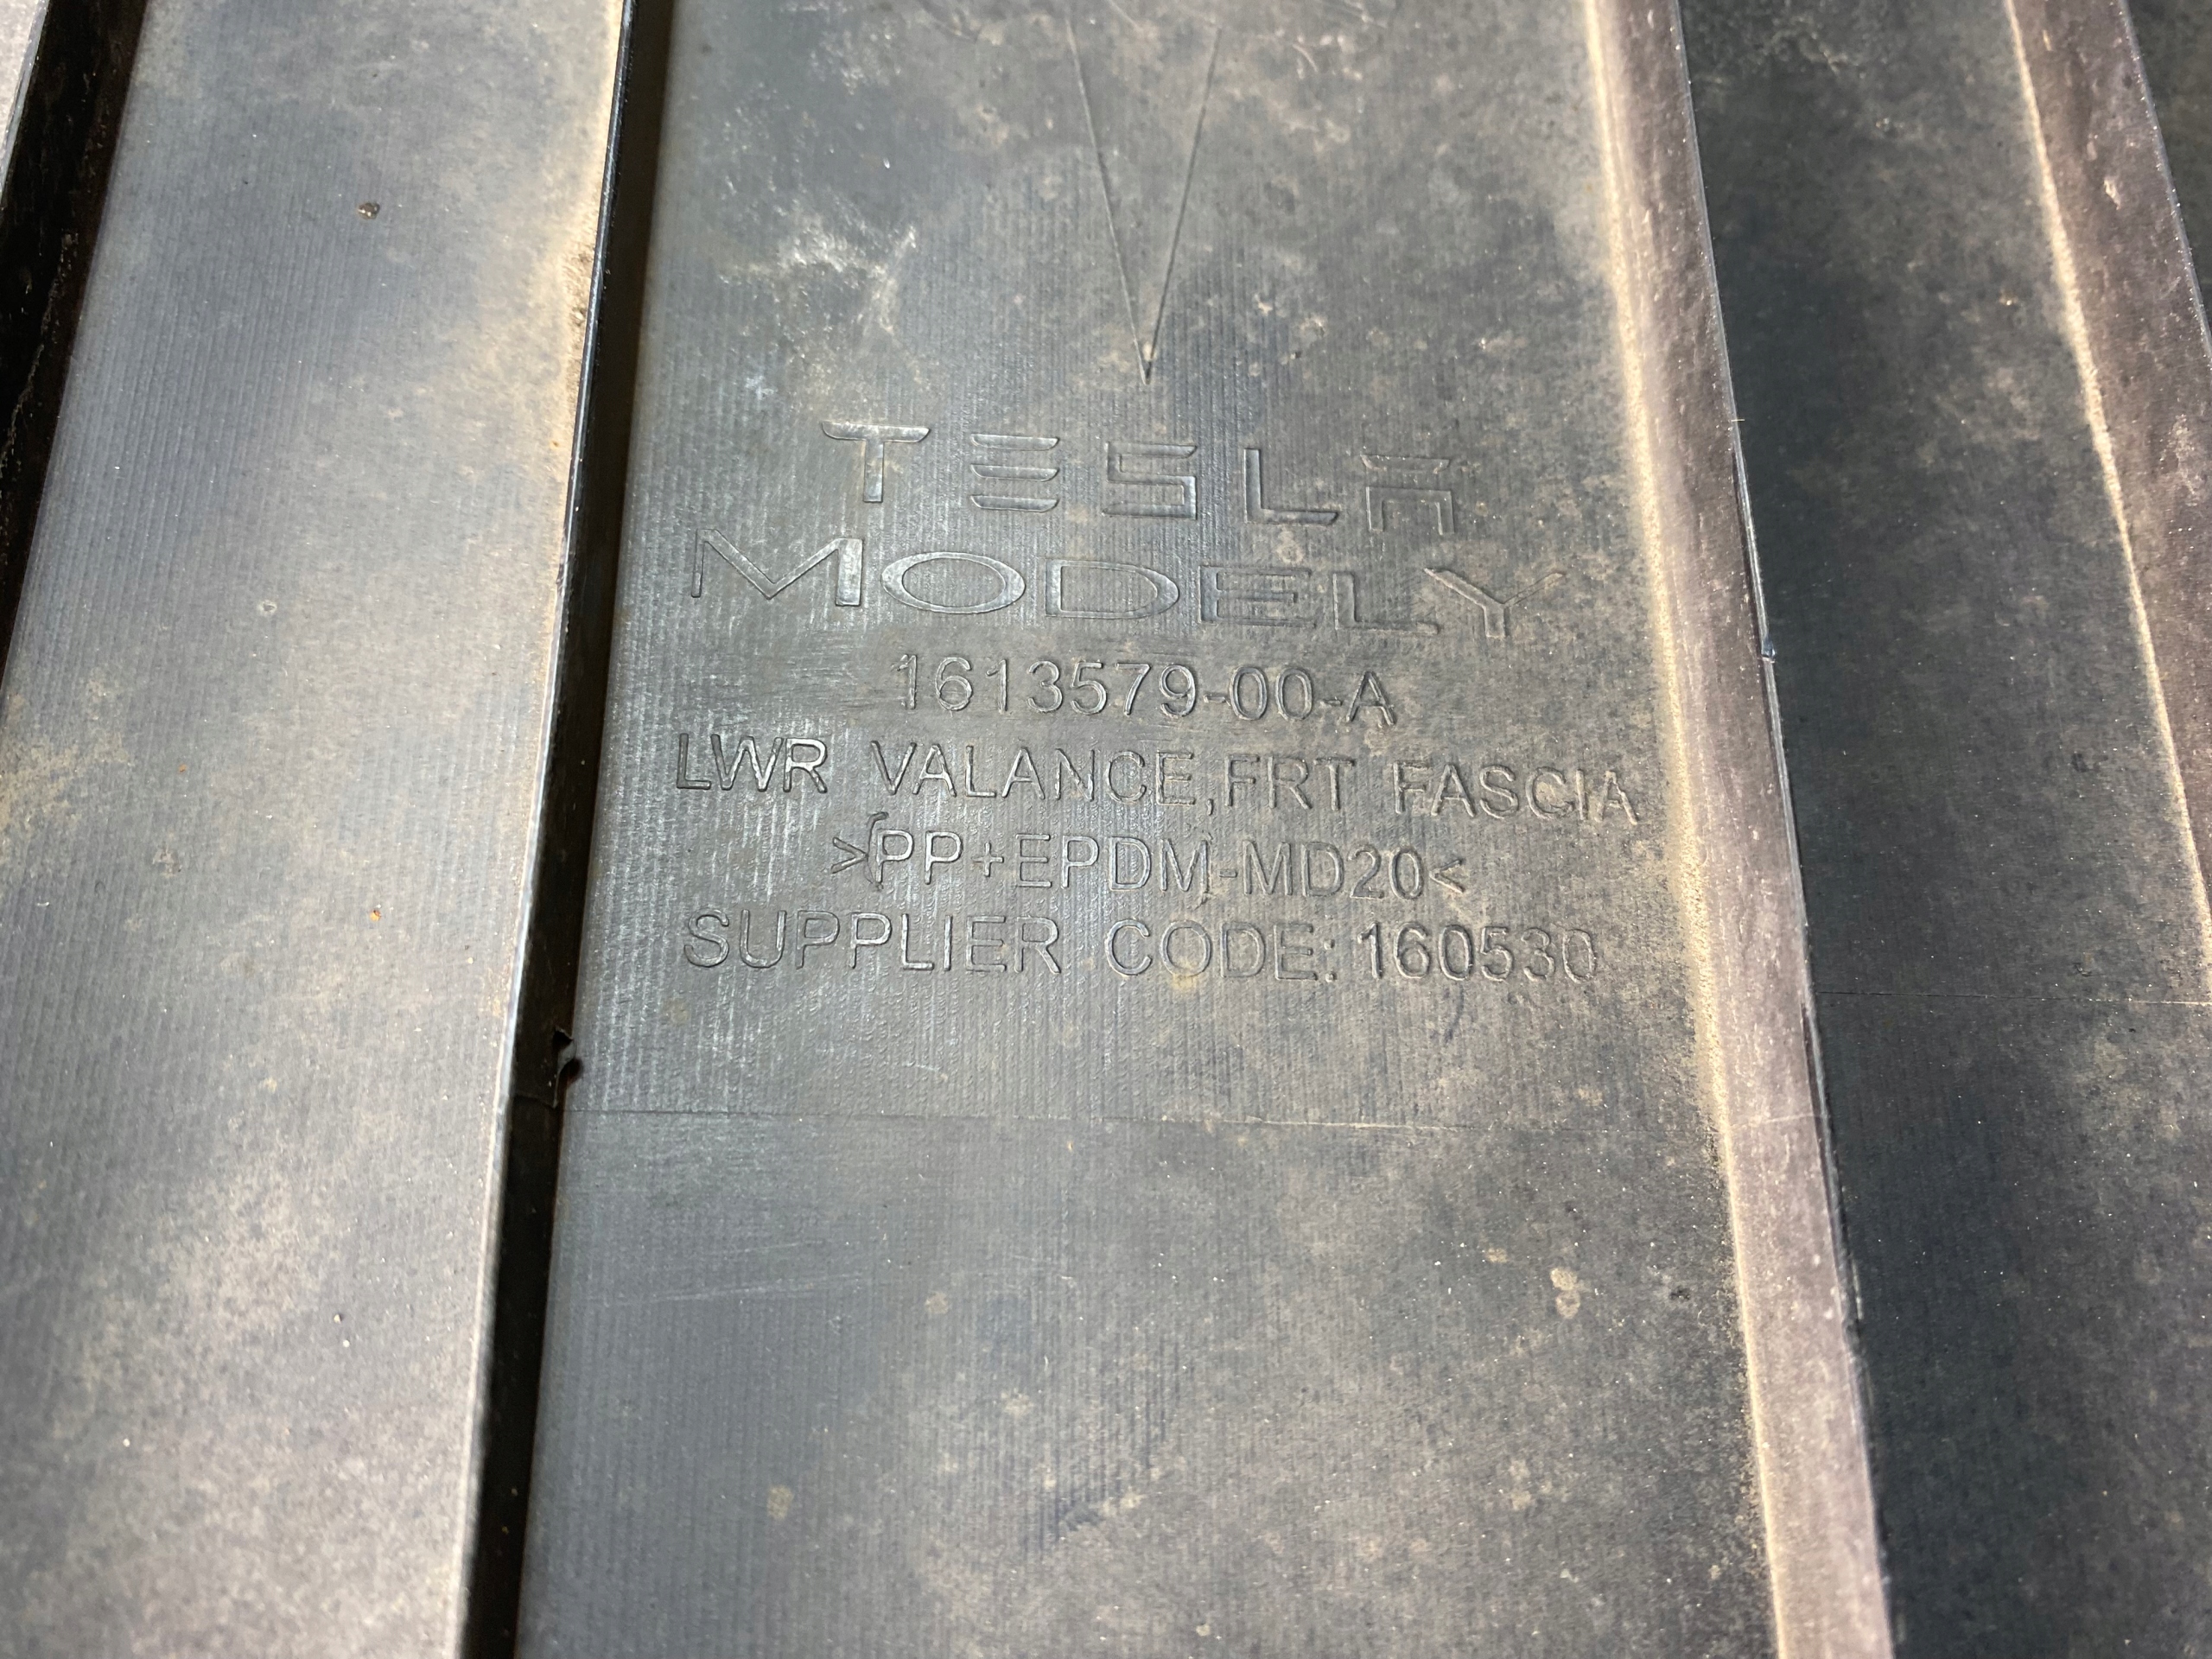 TESLA
MODEL Y
1613579-00-A
LWR VALANCE,FRT FASCIA
>PP+EPDM-MD20<
SUPPLIER CODE: 160530